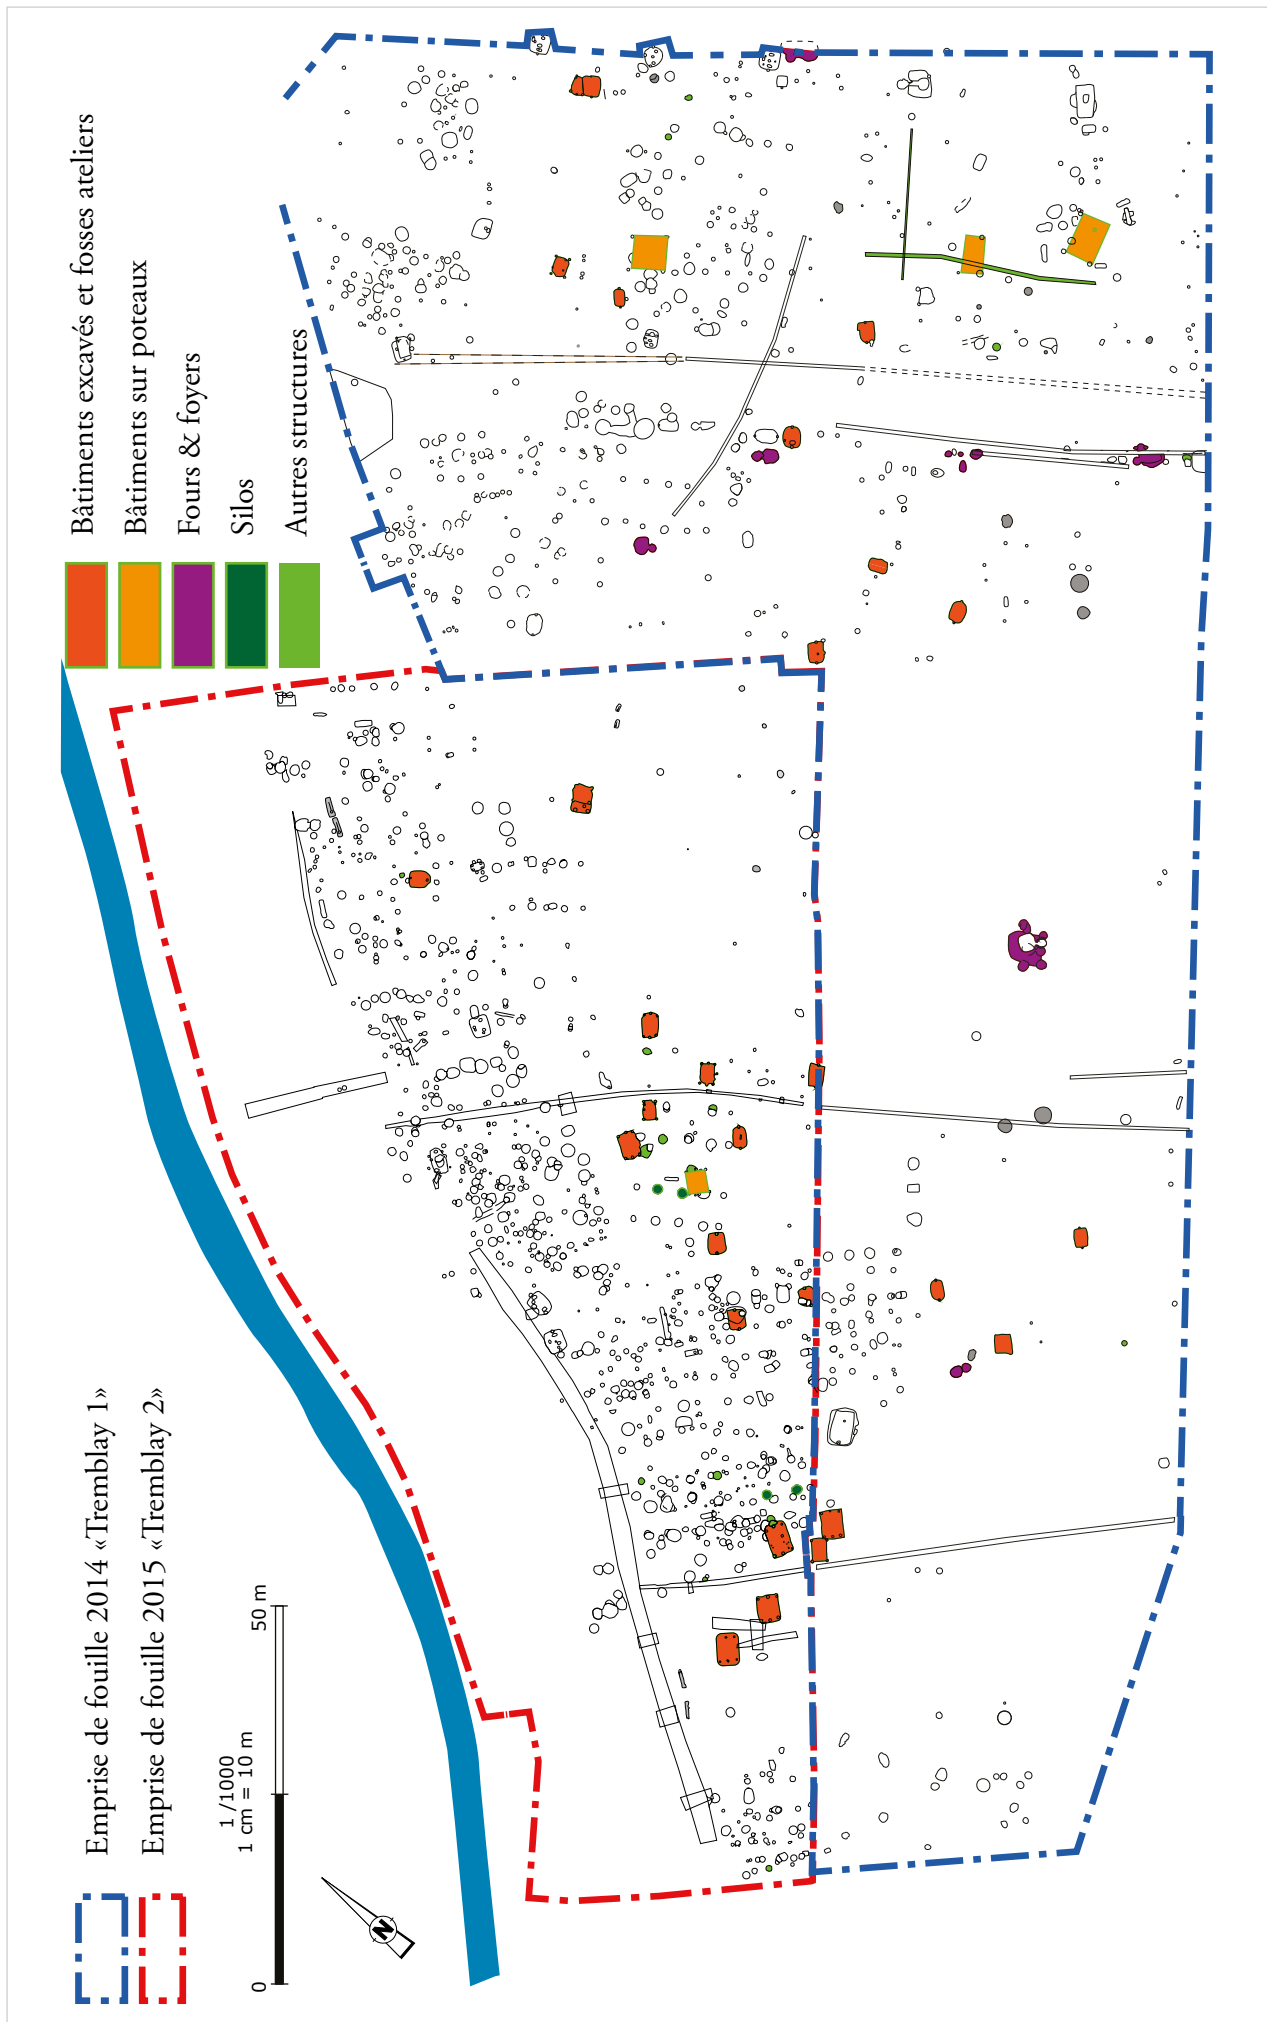 Bâtiments excavés et fosses ateliers
Bâtiments sur poteaux
Fours & foyers
Silos
Autres structures
Emprise de fouille 2014 «Tremblay 1»
Emprise de fouille 2015 «Tremblay 2»
1 /1000
1 cm = 10 m
0
50 m
N